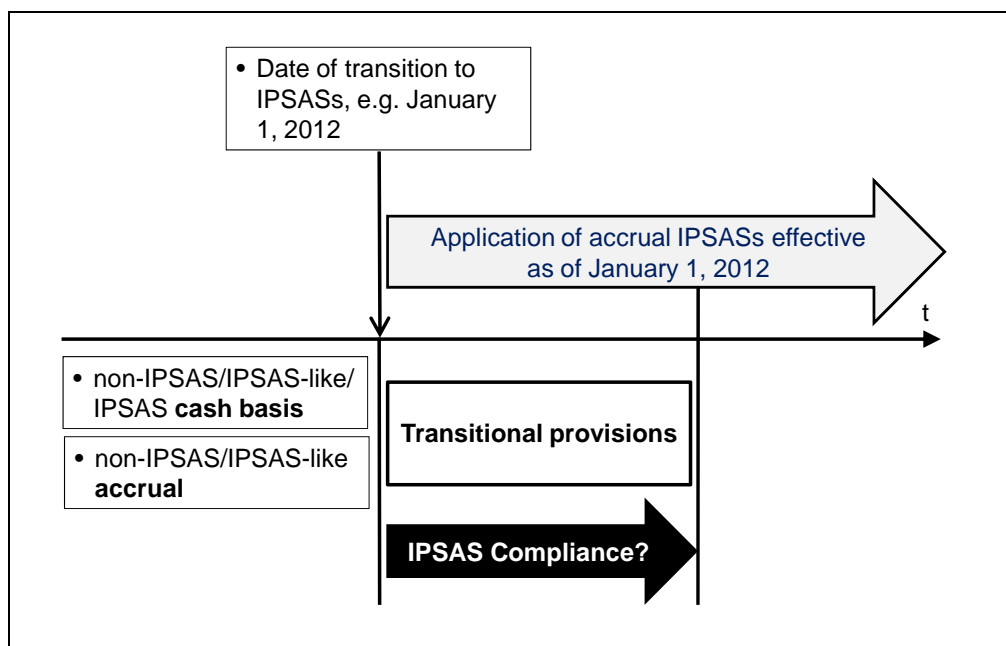 • Date of transition to
IPSASs, e.g. January
1, 2012
Application of accrual IPSASs effective
as of January 1, 2012
t
• non-IPSAS/IPSAS-like/
IPSAS cash basis
• non-IPSAS/IPSAS-like
accrual
Transitional provisions
IPSAS Compliance?